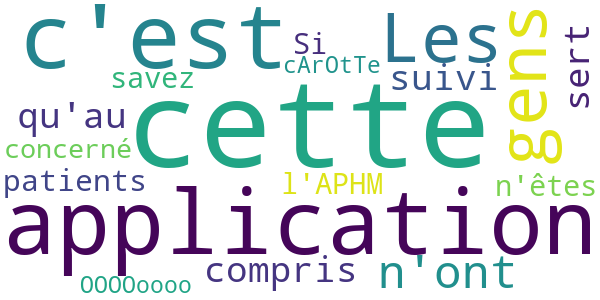 c'est
Les
gens
sert
Si
cArOtTe
savez
suivi
qu'au
cette
concerné
patients
l'APHM
n'êtes
application
OOOOoooo
compris
n'ont